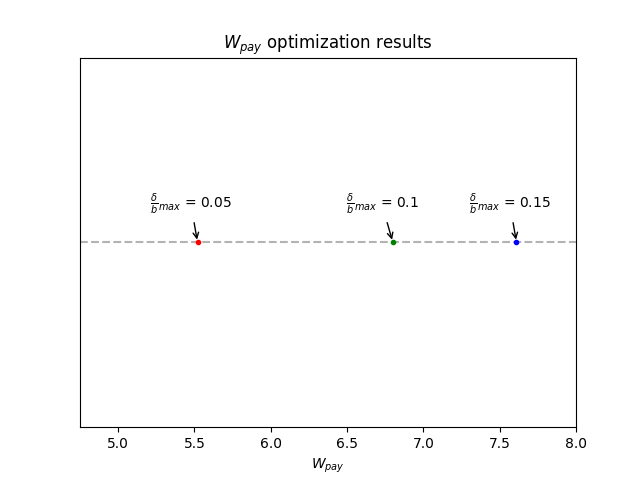 W_pay optimization results
δ/b max = 0.05 δ/b max = 0.1 δ/b max = 0.15
5.0 5.5 6.0 6.5 7.0 7.5 8.0
W_pay